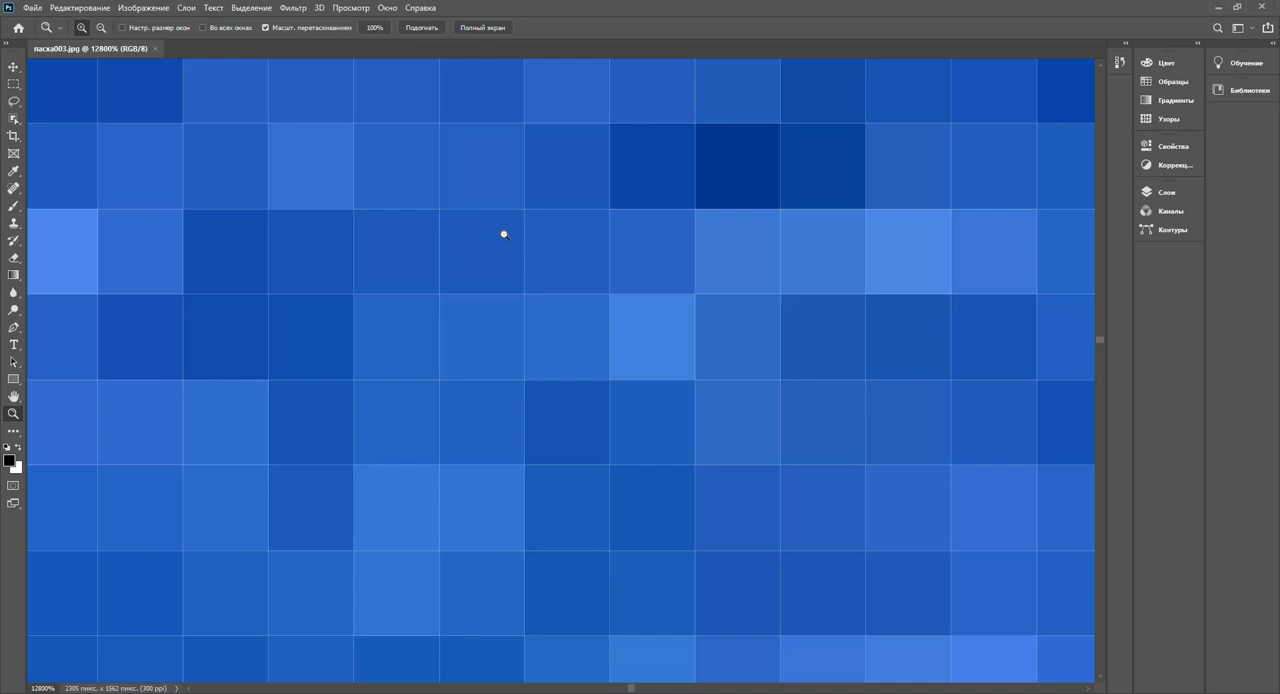 Ps Файл Редактирование Изображение Слои Текст Выделение Фильтр 3D Просмотр Окно Справка
Настр. размер окон Во всех окнах Масшт. перетаскиванием 100% Подогнать Полный экран
пасха003.jpg @ 12800% (RGB/8) ×
Цвет
Образцы
Градиенты
Узоры
Свойства
Коррекц...
Слои
Каналы
Контуры
Обучение
Библиотеки
12800% 2305 пикс. x 1562 пикс. (300 ppi)